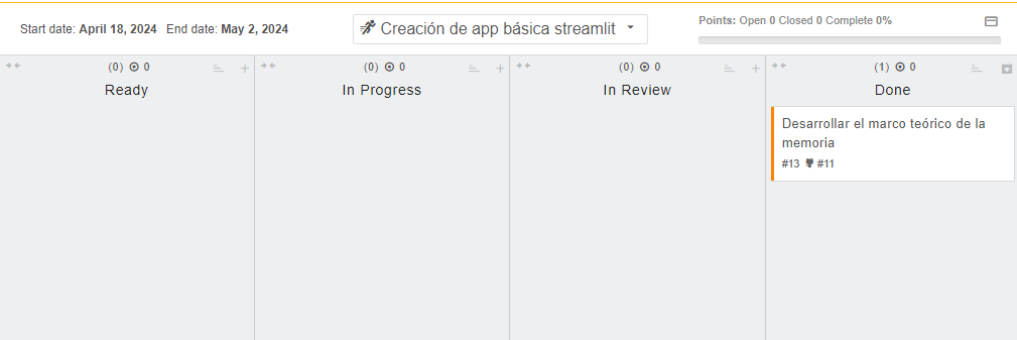 Start date: April 18, 2024 End date: May 2, 2024
Creación de app básica streamlit
Points: Open 0 Closed 0 Complete 0%
(0) 0
Ready
(0) 0
In Progress
(0) 0
In Review
(1) 0
Done
Desarrollar el marco teórico de la
memoria
#13 #11